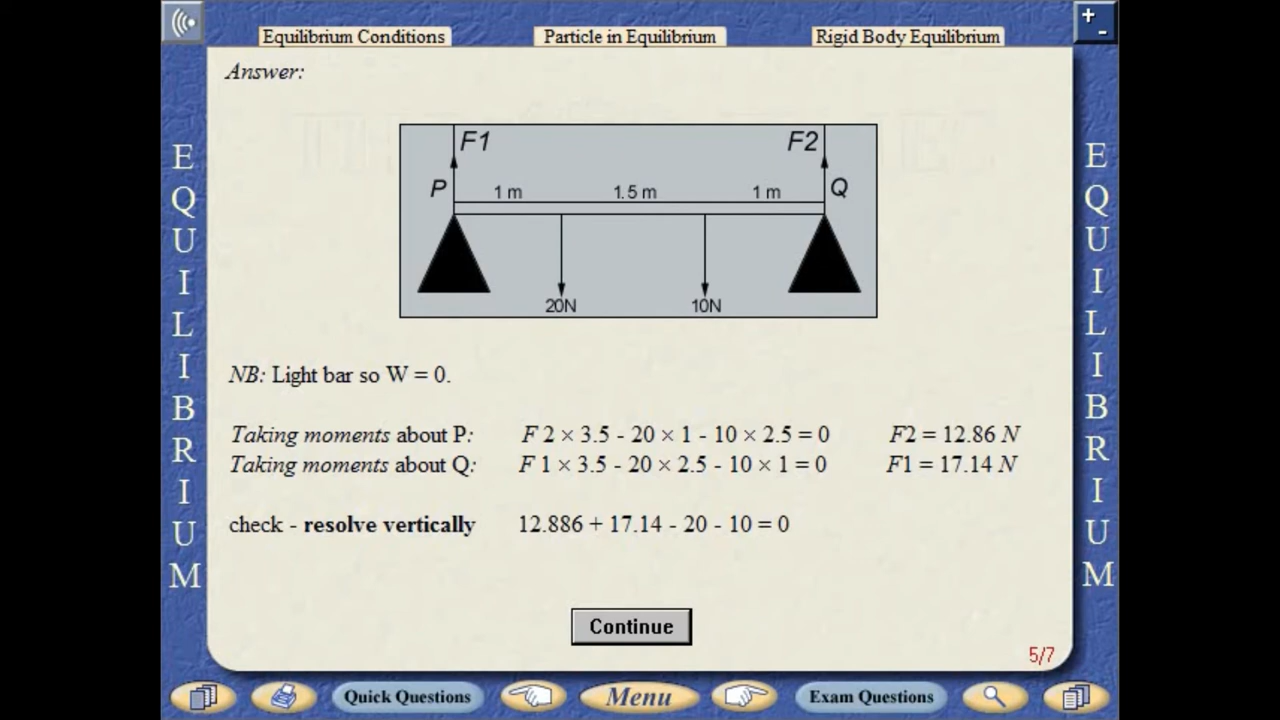 Equilibrium Conditions Particle in Equilibrium Rigid Body Equilibrium
+
-
EQUILIBRIUM
EQUILIBRIUM
Answer:
F1 F2
P 1 m 1.5 m 1 m Q
20N 10N
NB: Light bar so W = 0.
Taking moments about P: F 2 × 3.5 - 20 × 1 - 10 × 2.5 = 0 F2 = 12.86 N
Taking moments about Q: F 1 × 3.5 - 20 × 2.5 - 10 × 1 = 0 F1 = 17.14 N
check - resolve vertically 12.886 + 17.14 - 20 - 10 = 0
Continue
5/7
Quick Questions Menu Exam Questions